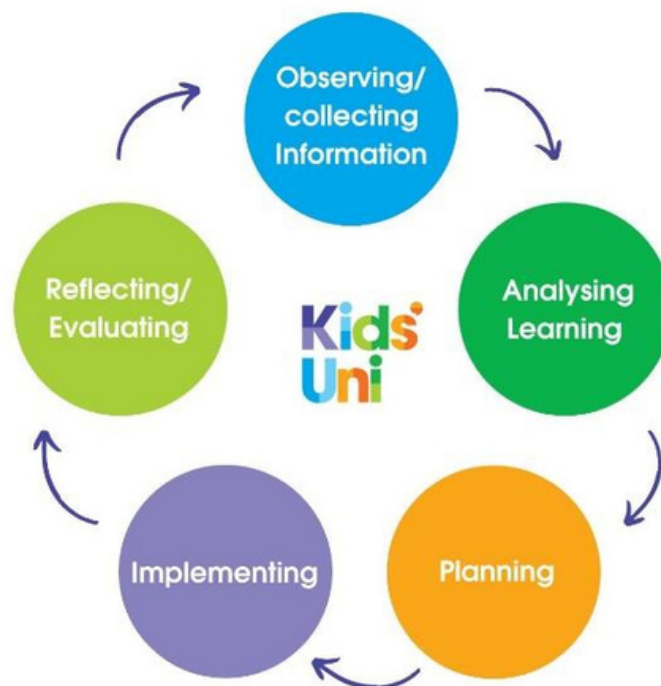 Observing/
collecting
Information
Analysing
Learning
Planning
Implementing
Reflecting/
Evaluating
Kids'
Uni